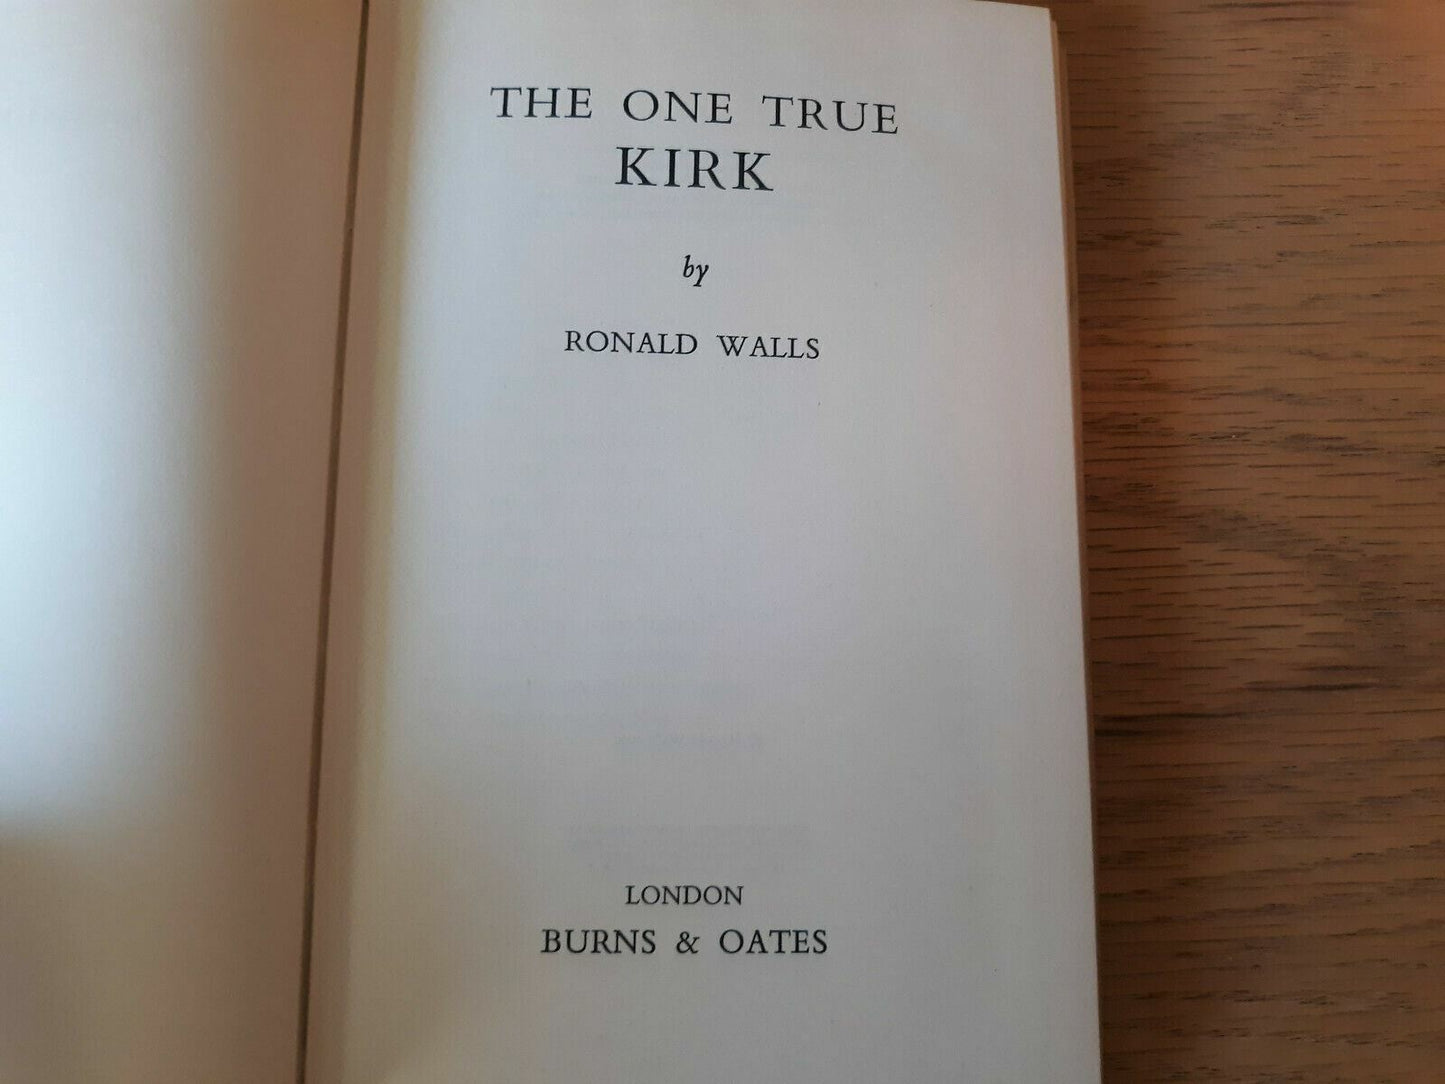 THE ONE TRUE
KIRK
by
RONALD WALLS
LONDON
BURNS & OATES